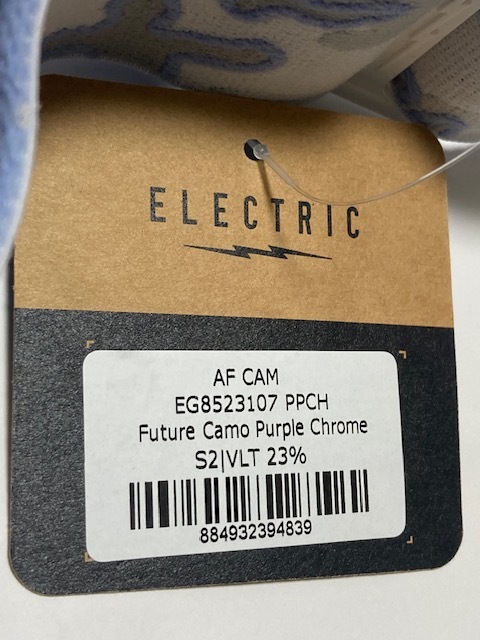 ELECTRIC
AF CAM
EG8523107 PPCH
Future Camo Purple Chrome
S2|VLT 23%
884932394839